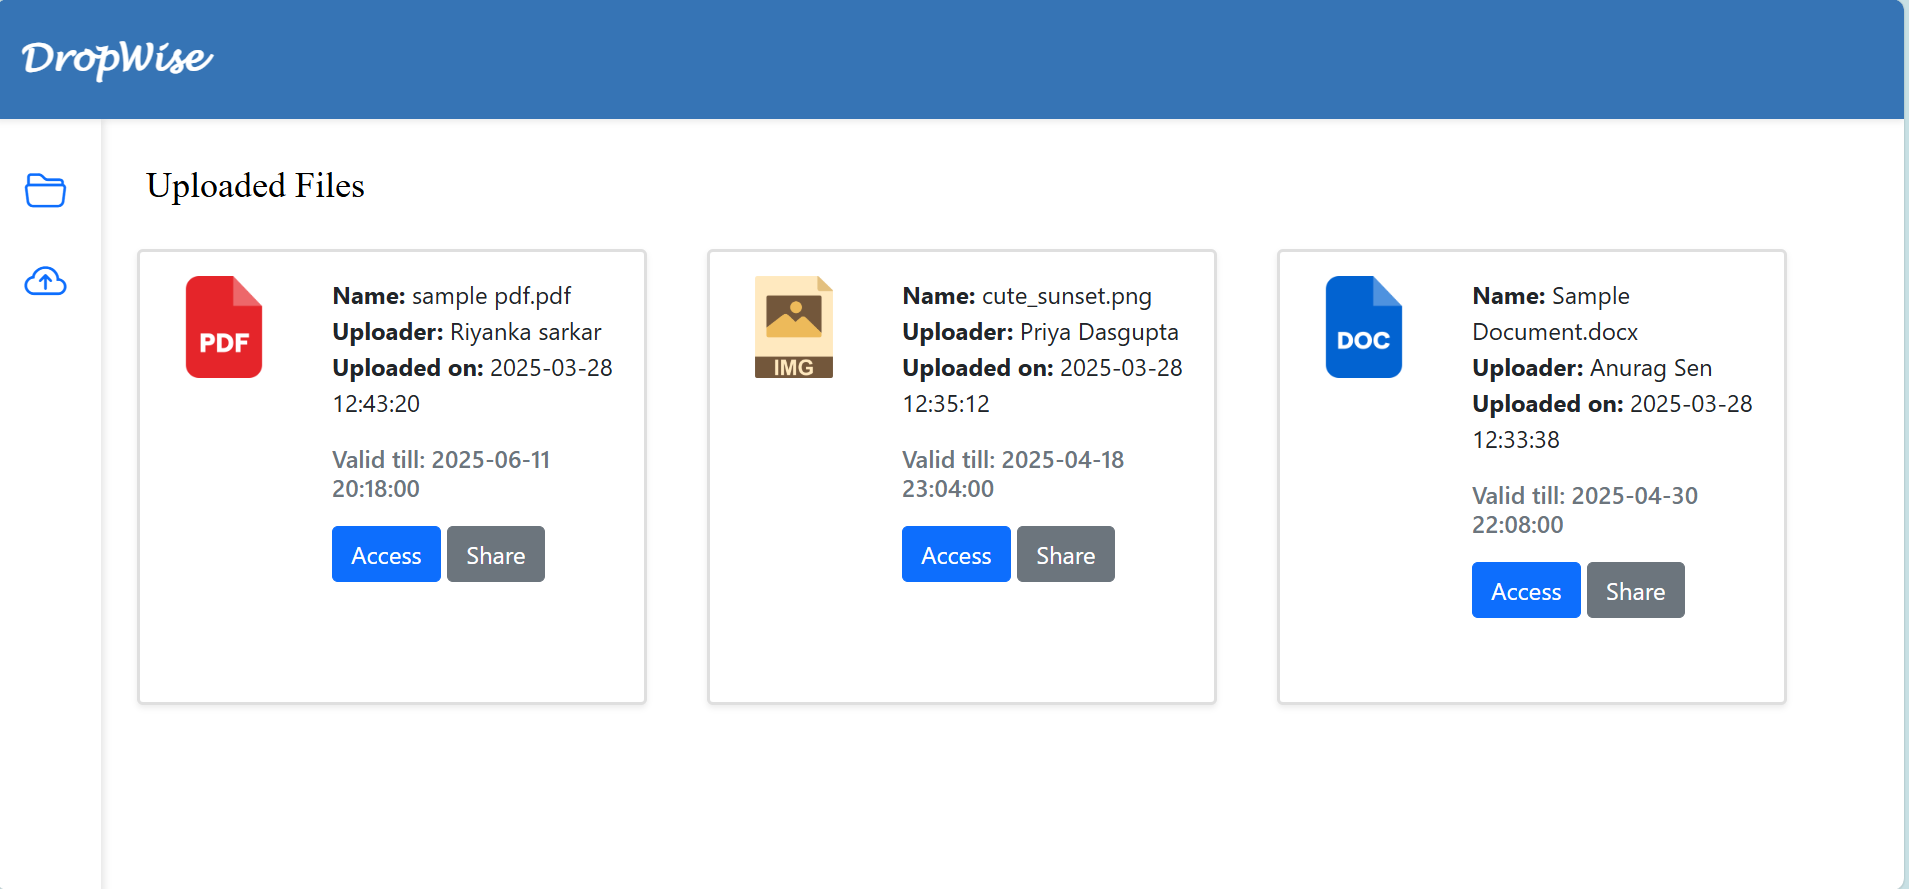 DropWise
Uploaded Files
PDF
Name: sample pdf.pdf
Uploader: Riyanka sarkar
Uploaded on: 2025-03-28
12:43:20
Valid till: 2025-06-11
20:18:00
Access Share
IMG
Name: cute_sunset.png
Uploader: Priya Dasgupta
Uploaded on: 2025-03-28
12:35:12
Valid till: 2025-04-18
23:04:00
Access Share
DOC
Name: Sample
Document.docx
Uploader: Anurag Sen
Uploaded on: 2025-03-28
12:33:38
Valid till: 2025-04-30
22:08:00
Access Share